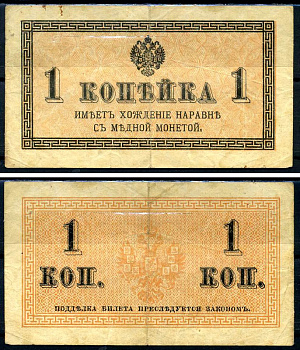 1 КОПѢЙКА 1
ИМѢЕТЪ ХОЖДЕНІЕ НАРАВНѢ
СЪ МѢДНОЙ МОНЕТОЙ.
1 1
КОП. КОП.
ПОДДѢЛКА БИЛЕТА ПРЕСЛѢДУЕТСЯ ЗАКОНОМЪ.